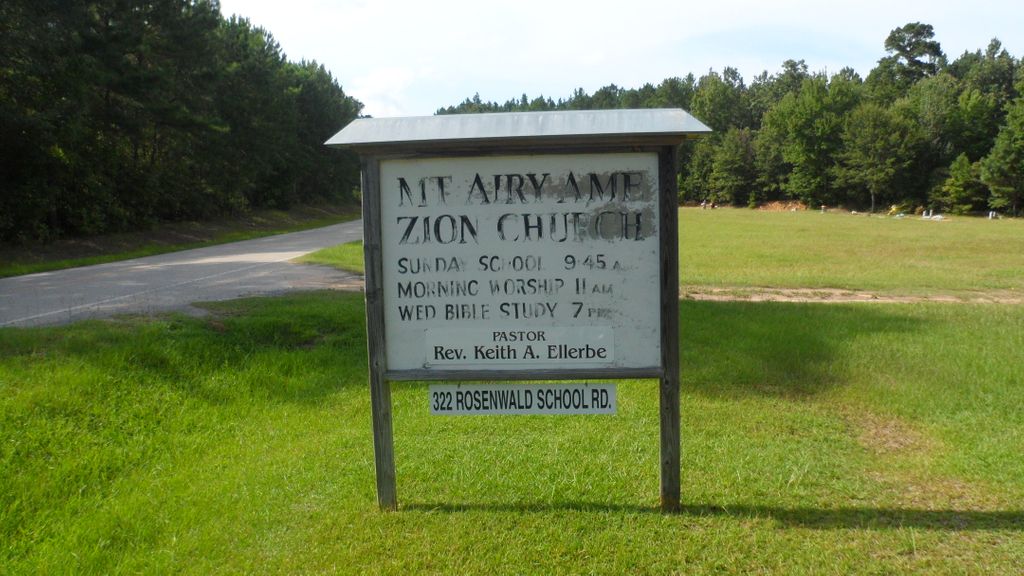 MT AIRY AME
ZION CHURCH
SUNDAY SCHOOL 9:45 A
MORNING WORSHIP 11 AM
WED BIBLE STUDY 7 PM
PASTOR
Rev. Keith A. Ellerbe
322 ROSENWALD SCHOOL RD.